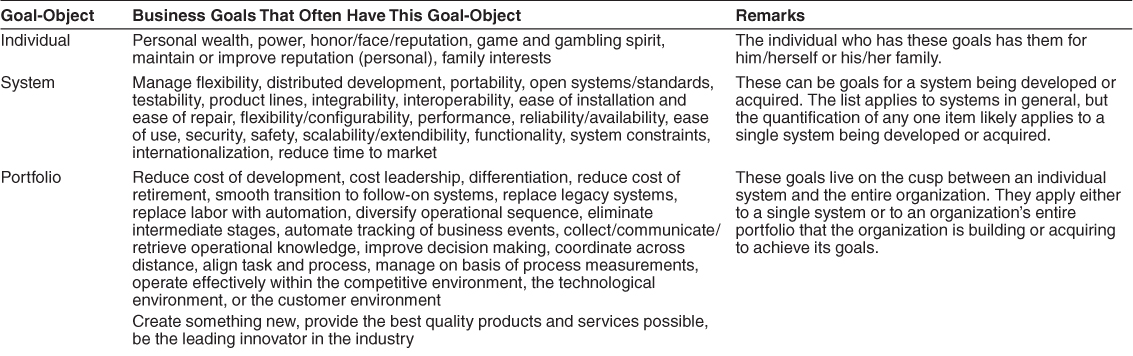 Goal-Object Business Goals That Often Have This Goal-Object Remarks
Individual
Personal wealth, power, honor/face/reputation, game and gambling spirit,
maintain or improve reputation (personal), family interests
The individual who has these goals has them for
him/herself or his/her family.
System
Manage flexibility, distributed development, portability, open systems/standards,
testability, product lines, integrability, interoperability, ease of installation and
ease of repair, flexibility/configurability, performance, reliability/availability, ease
of use, security, safety, scalability/extendibility, functionality, system constraints,
internationalization, reduce time to market
These can be goals for a system being developed or
acquired. The list applies to systems in general, but
the quantification of any one item likely applies to a
single system being developed or acquired.
Portfolio
Reduce cost of development, cost leadership, differentiation, reduce cost of
retirement, smooth transition to follow-on systems, replace legacy systems,
replace labor with automation, diversify operational sequence, eliminate
intermediate stages, automate tracking of business events, collect/communicate/
retrieve operational knowledge, improve decision making, coordinate across
distance, align task and process, manage on basis of process measurements,
operate effectively within the competitive environment, the technological
environment, or the customer environment
Create something new, provide the best quality products and services possible,
be the leading innovator in the industry
These goals live on the cusp between an individual
system and the entire organization. They apply either
to a single system or to an organization's entire
portfolio that the organization is building or acquiring
to achieve its goals.